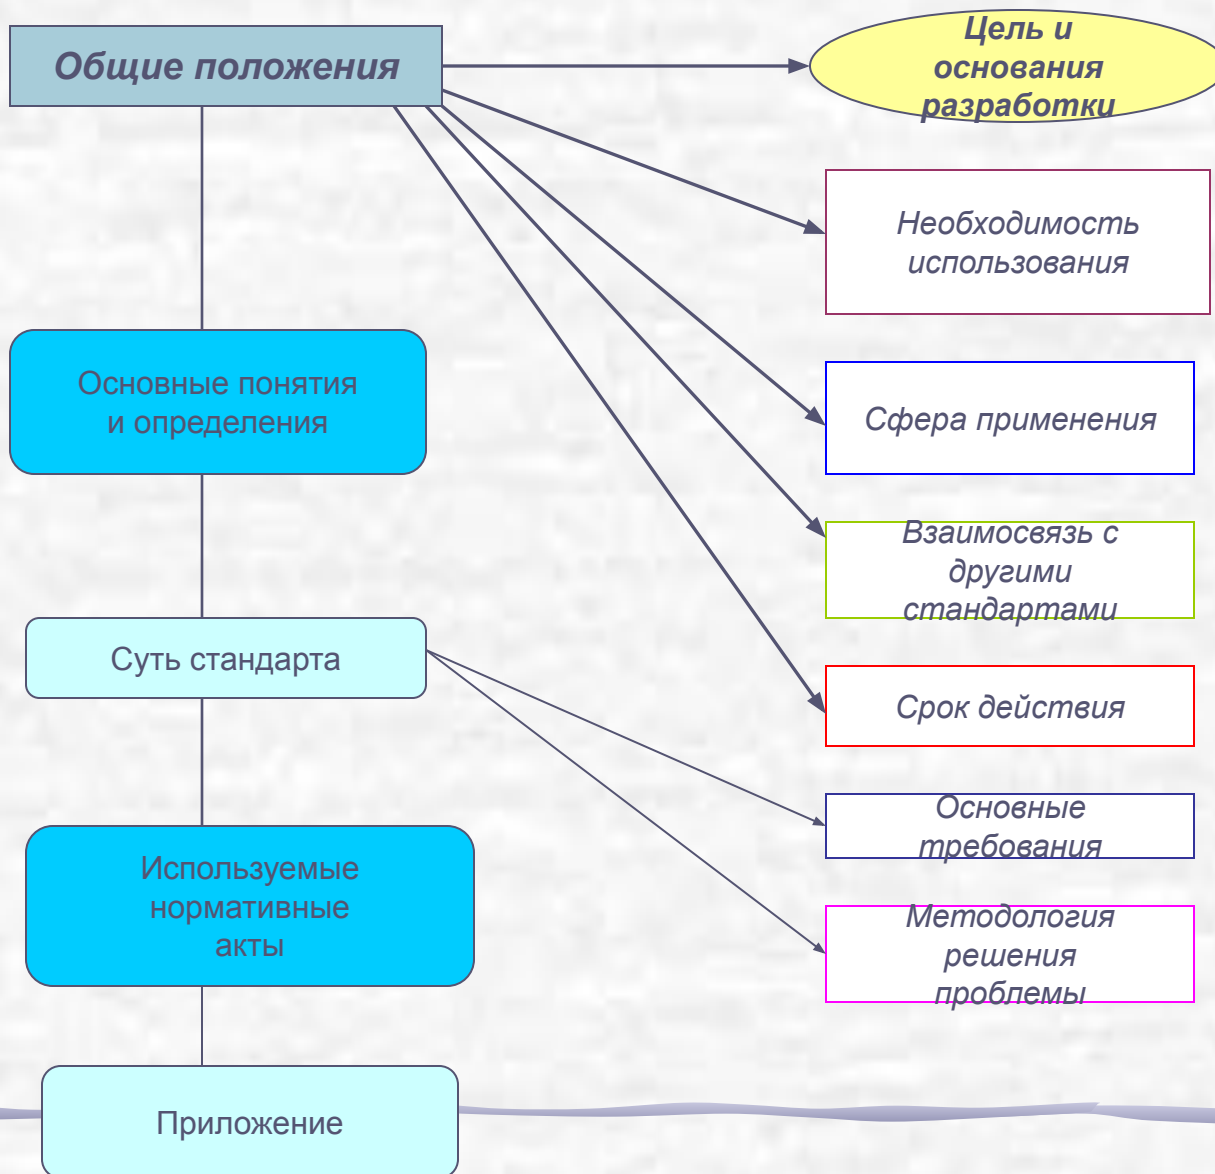 Общие положения
Цель и
основания
разработки
Необходимость
использования
Основные понятия
и определения
Сфера применения
Взаимосвязь с
другими
стандартами
Суть стандарта
Срок действия
Основные
требования
Используемые
нормативные
акты
Методология
решения
проблемы
Приложение